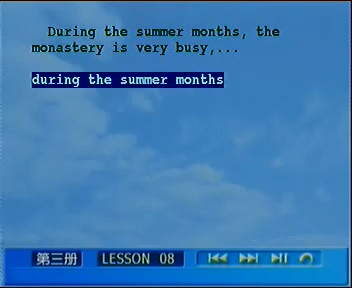 During the summer months, the
monastery is very busy,...
during the summer months
第三册 LESSON 08